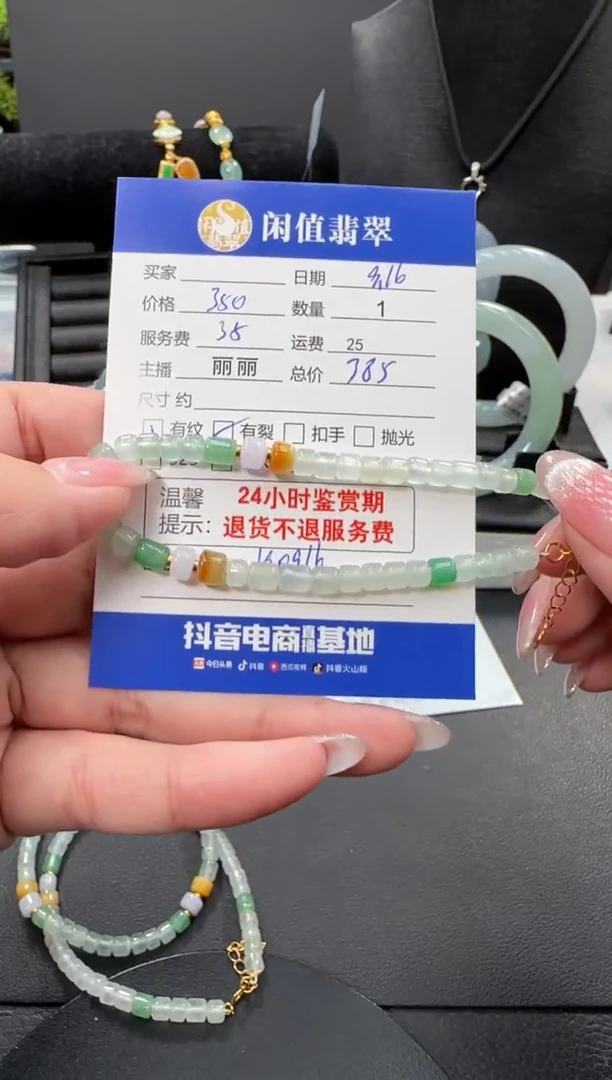 闲值翡翠
买家 日期 9.16
价格 350 数量 1
服务费 35 运费 25
主播 丽丽 总价 385
尺寸 约
有纹 有裂 扣手 抛光
温馨 24小时鉴赏期
提示: 退货不退服务费
抖音电商直播基地
今日头条 抖音 西瓜视频 抖音火山版